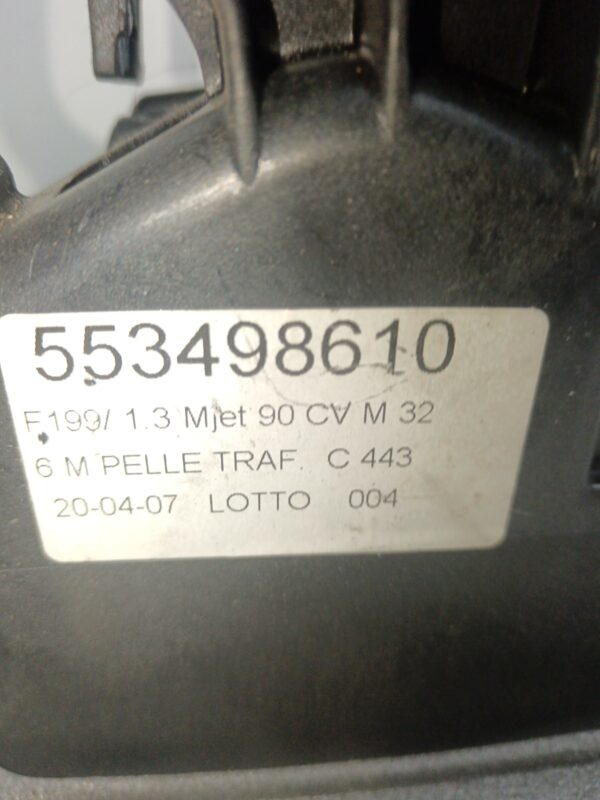 553498610
F199/ 1.3 Mjet 90 CV M 32
6 M PELLE TRAF. C 443
20-04-07 LOTTO 004